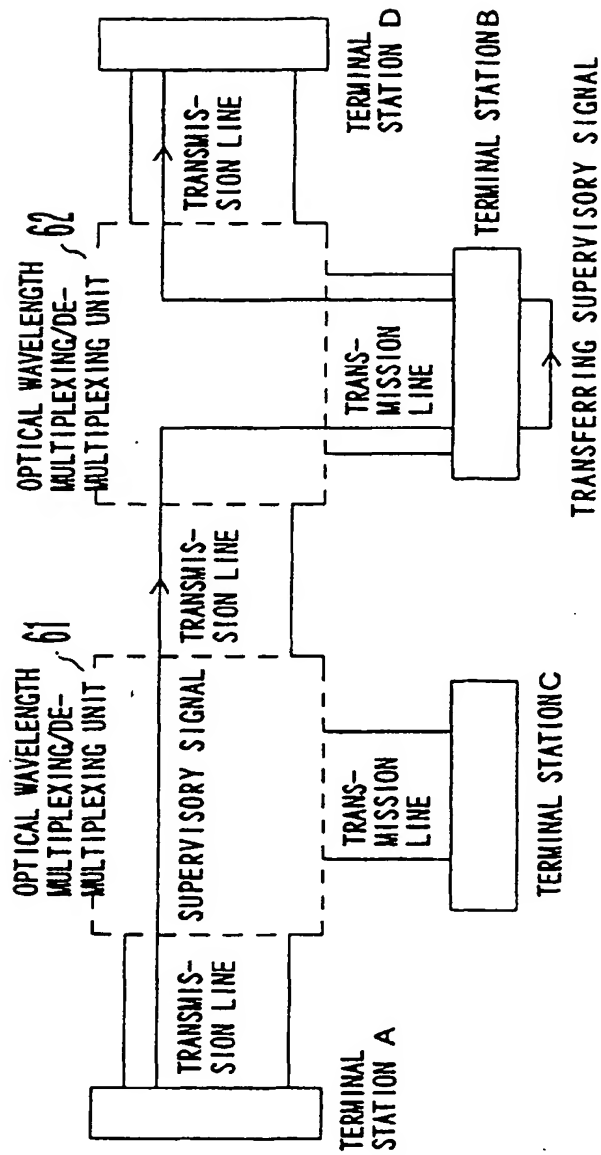 OPTICAL WAVELENGTH
MULTIPLEXING/DE-
MULTIPLEXING UNIT
61
OPTICAL WAVELENGTH
MULTIPLEXING/DE-
MULTIPLEXING UNIT
62
TRANSMIS-
SION LINE
SUPERVISORY SIGNAL
TRANSMIS-
SION LINE
TRANSMIS-
SION LINE
TERMINAL
STATION A
TRANS-
MISSION
LINE
TRANS-
MISSION
LINE
TERMINAL
STATION D
TERMINAL STATION C
TERMINAL STATION B
TRANSFERRING SUPERVISORY SIGNAL